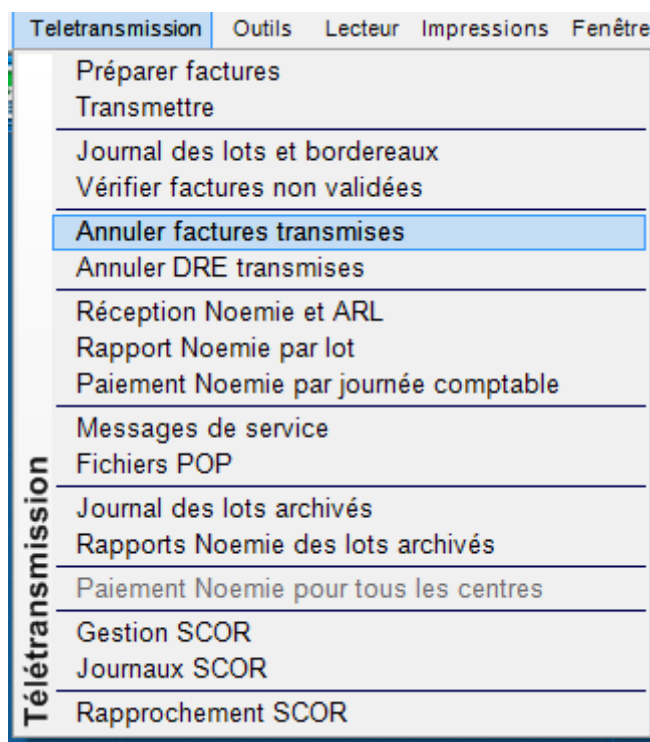 Teletransmission Outils Lecteur Impressions Fenêtre
Préparer factures
Transmettre
Journal des lots et bordereaux
Vérifier factures non validées
Annuler factures transmises
Annuler DRE transmises
Réception Noemie et ARL
Rapport Noemie par lot
Paiement Noemie par journée comptable
Messages de service
Fichiers POP
Journal des lots archivés
Rapports Noemie des lots archivés
Paiement Noemie pour tous les centres
Gestion SCOR
Journaux SCOR
Rapprochement SCOR
Télétransmission